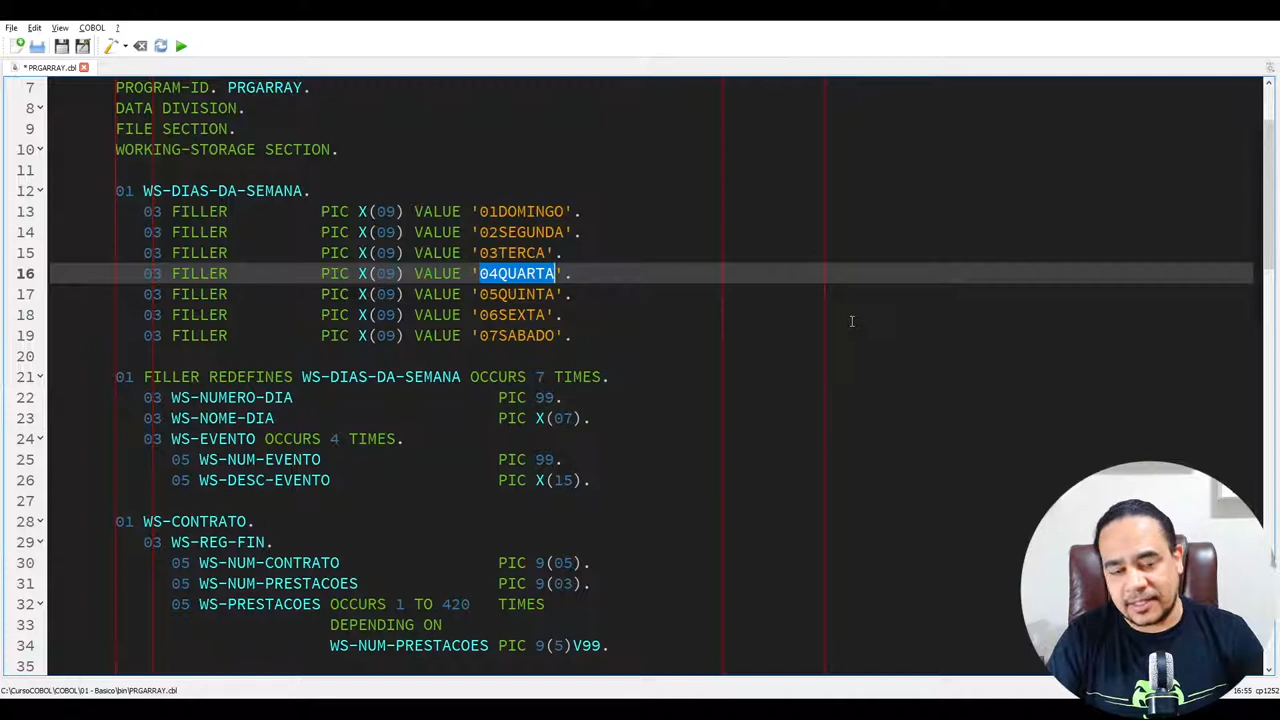 File Edit View COBOL ?
* PRGARRAY.cbl
7 PROGRAM-ID. PRGARRAY.
8 DATA DIVISION.
9 FILE SECTION.
10 WORKING-STORAGE SECTION.
11
12 01 WS-DIAS-DA-SEMANA.
13 03 FILLER PIC X(09) VALUE '01DOMINGO'.
14 03 FILLER PIC X(09) VALUE '02SEGUNDA'.
15 03 FILLER PIC X(09) VALUE '03TERCA'.
16 03 FILLER PIC X(09) VALUE '04QUARTA'.
17 03 FILLER PIC X(09) VALUE '05QUINTA'.
18 03 FILLER PIC X(09) VALUE '06SEXTA'.
19 03 FILLER PIC X(09) VALUE '07SABADO'.
20
21 01 FILLER REDEFINES WS-DIAS-DA-SEMANA OCCURS 7 TIMES.
22 03 WS-NUMERO-DIA PIC 99.
23 03 WS-NOME-DIA PIC X(07).
24 03 WS-EVENTO OCCURS 4 TIMES.
25 05 WS-NUM-EVENTO PIC 99.
26 05 WS-DESC-EVENTO PIC X(15).
27
28 01 WS-CONTRATO.
29 03 WS-REG-FIN.
30 05 WS-NUM-CONTRATO PIC 9(05).
31 05 WS-NUM-PRESTACOES PIC 9(03).
32 05 WS-PRESTACOES OCCURS 1 TO 420 TIMES
33 DEPENDING ON
34 WS-NUM-PRESTACOES PIC 9(5)V99.
35
C:\CursoCOBOL\COBOL\01 - Basico\bin\PRGARRAY.cbl
16:55 cp1252